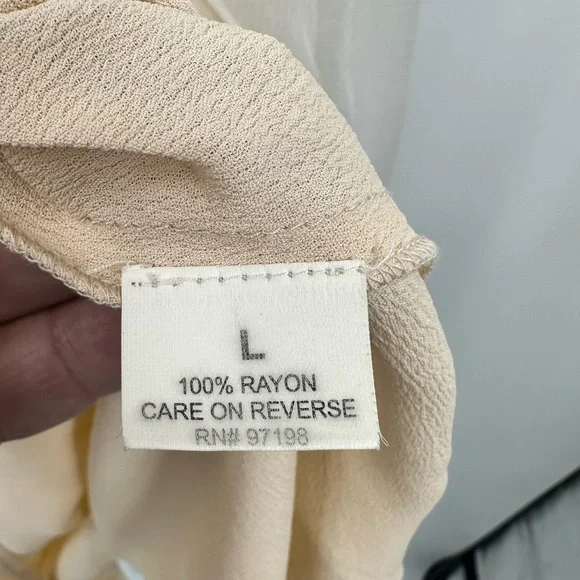 L
100% RAYON
CARE ON REVERSE
RN# 97198